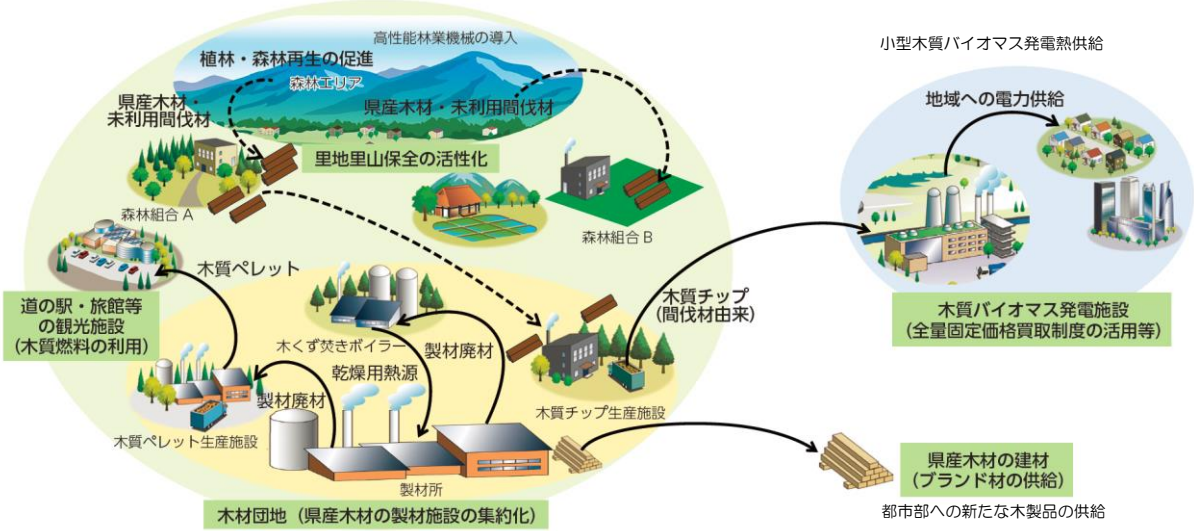 高性能林業機械の導入
植林・森林再生の促進
森林エリア
県産木材・
未利用間伐材
県産木材・未利用間伐材
里地里山保全の活性化
森林組合 A
森林組合 B
木質ペレット
道の駅・旅館等
の観光施設
(木質燃料の利用)
木くず焚きボイラー
製材廃材
乾燥用熱源
製材廃材
木質ペレット生産施設
木質チップ
(間伐材由来)
木質チップ生産施設
製材所
木材団地（県産木材の製材施設の集約化）
小型木質バイオマス発電熱供給
地域への電力供給
木質バイオマス発電施設
(全量固定価格買取制度の活用等)
県産木材の建材
(ブランド材の供給)
都市部への新たな木製品の供給